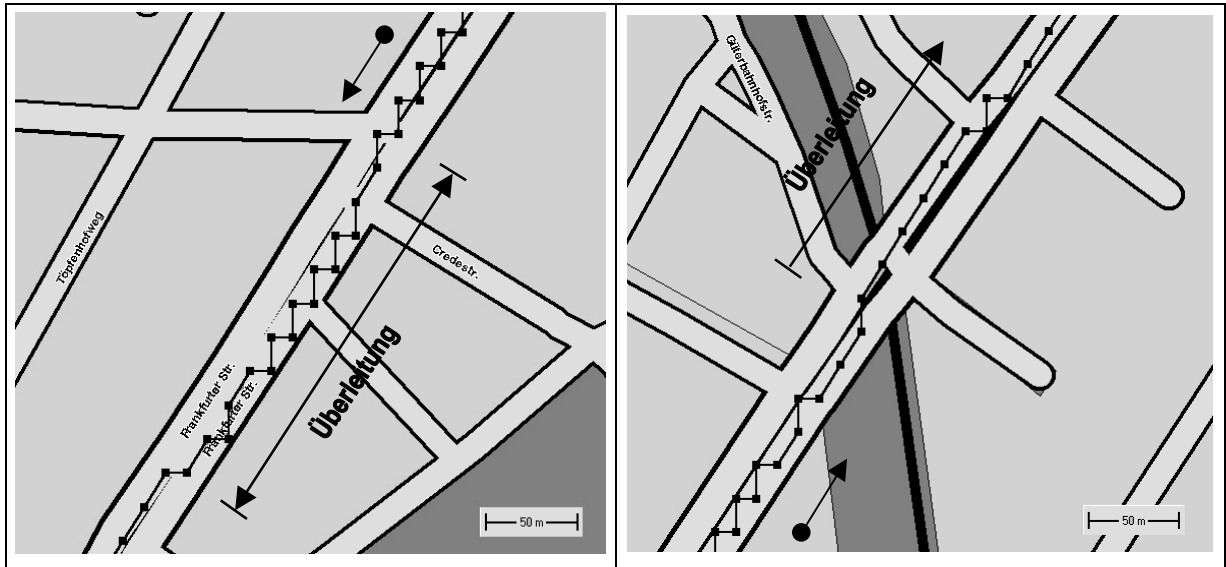 Töpfenhofweg
Credestr.
Frankfurter Str.
Frankfurter Str.
Überleitung
50 m
Güterbahnhofstr.
Überleitung
50 m